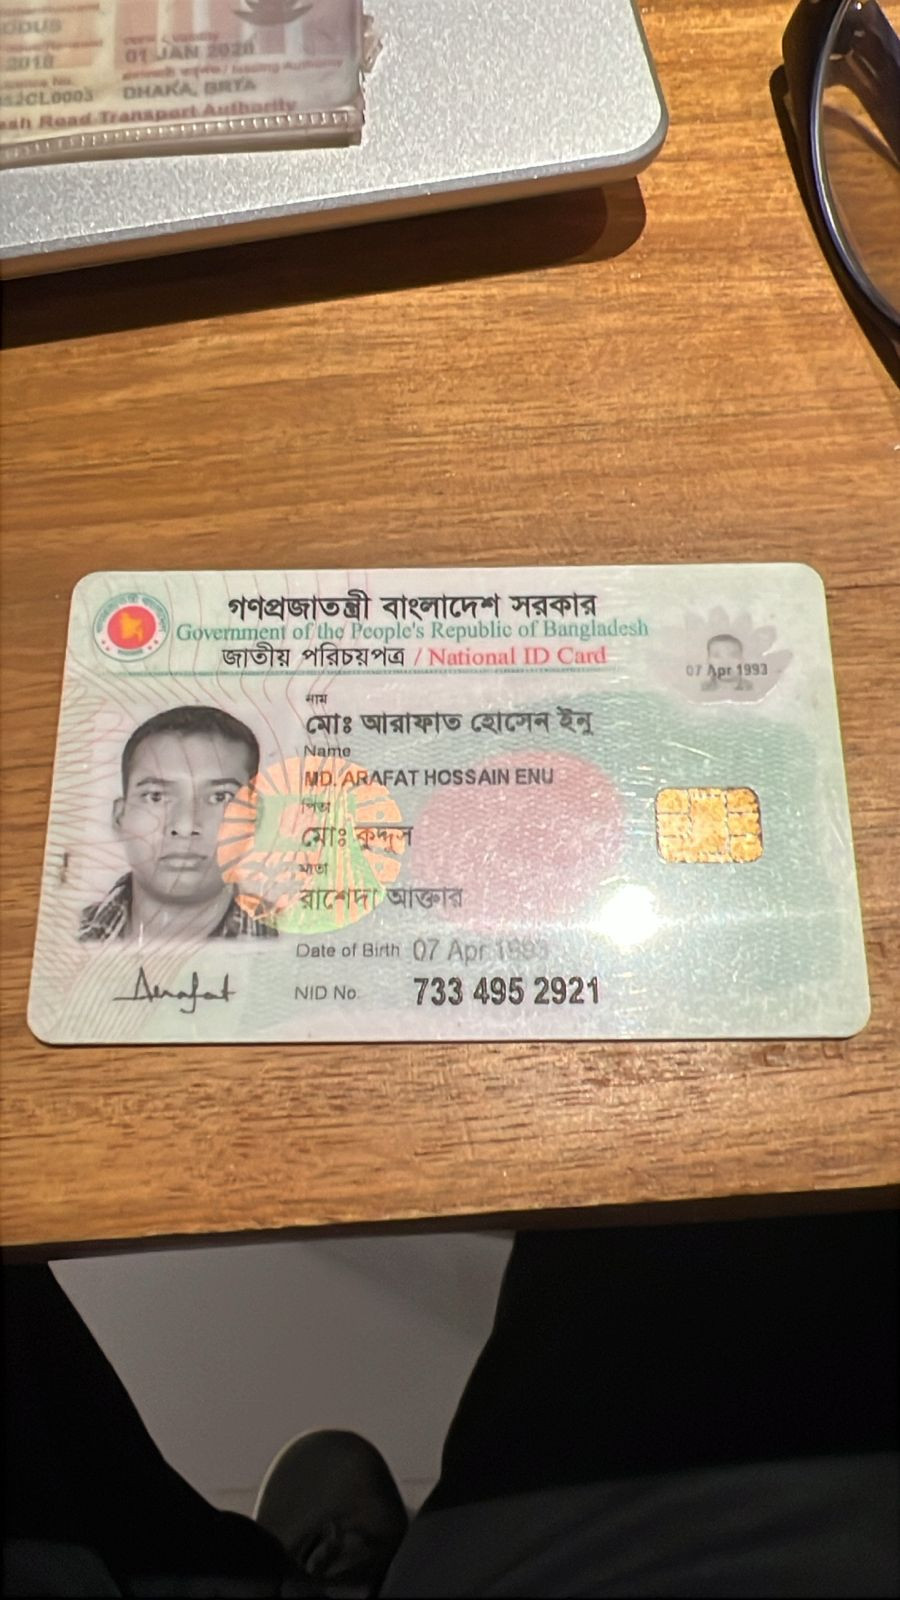 ODUS
2018
01 JAN 2028
S2CL0003
DHAKA, BRTA
esh Road Transport Authority
গণপ্রজাতন্ত্রী বাংলাদেশ সরকার
Government of the People's Republic of Bangladesh
জাতীয় পরিচয়পত্র / National ID Card
07 Apr 1993
নাম
মোঃ আরাফাত হোসেন ইনু
Name
MD. ARAFAT HOSSAIN ENU
পিতা
মোঃ কুদ্দুস
মাতা
রাশেদা আক্তার
Date of Birth 07 Apr 1993
Arafat
NID No. 733 495 2921